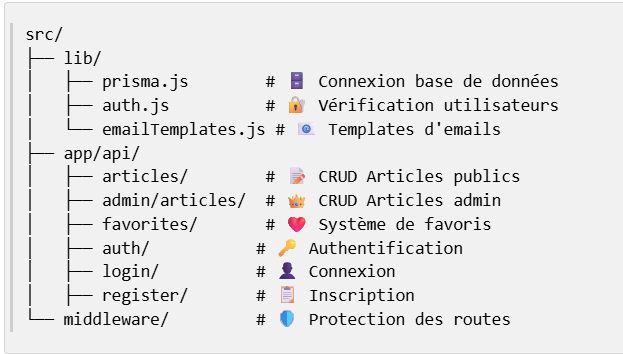 src/
├── lib/
│   ├── prisma.js        # 🗄️ Connexion base de données
│   ├── auth.js          # 🔐 Vérification utilisateurs
│   └── emailTemplates.js # 📧 Templates d'emails
├── app/api/
│   ├── articles/        # 📝 CRUD Articles publics
│   ├── admin/articles/  # 👑 CRUD Articles admin
│   ├── favorites/       # ❤️ Système de favoris
│   ├── auth/           # 🔑 Authentification
│   ├── login/          # 👤 Connexion
│   ├── register/       # 📋 Inscription
└── middleware/         # 🛡️ Protection des routes